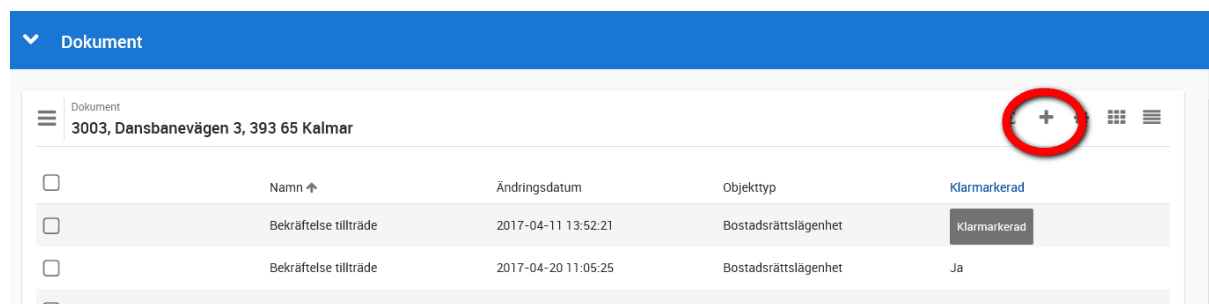 Dokument
Dokument
3003, Dansbanevägen 3, 393 65 Kalmar
Namn Ändringsdatum Objekttyp Klarmarkerad
Bekräftelse tillträde 2017-04-11 13:52:21 Bostadsrättslägenhet Klarmarkerad
Bekräftelse tillträde 2017-04-20 11:05:25 Bostadsrättslägenhet Ja